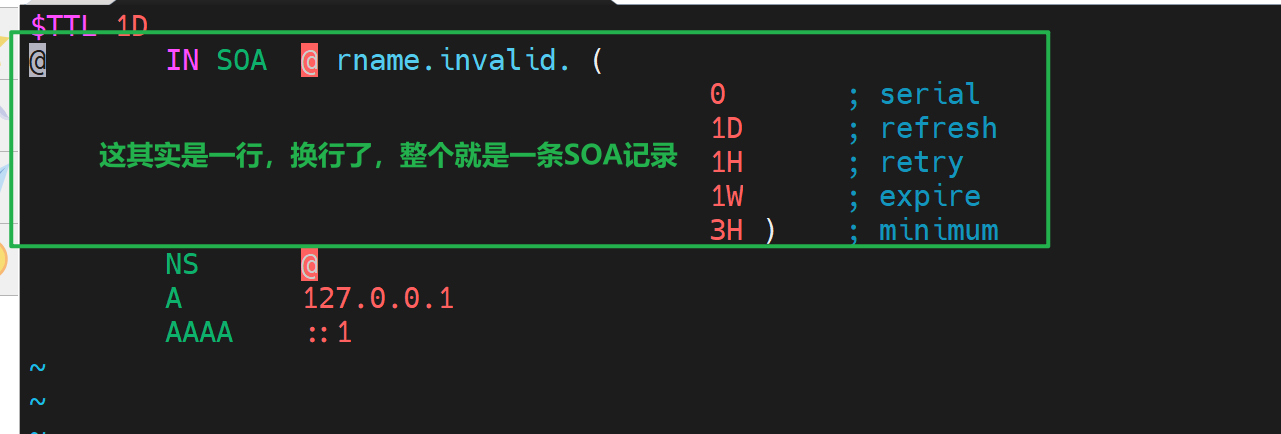 $TTL 1D
@ IN SOA @ rname.invalid. (
0 ; serial
1D ; refresh
这其实是一行，换行了，整个就是一条SOA记录
1H ; retry
1W ; expire
3H ) ; minimum
NS @
A 127.0.0.1
AAAA ::1
~
~
~